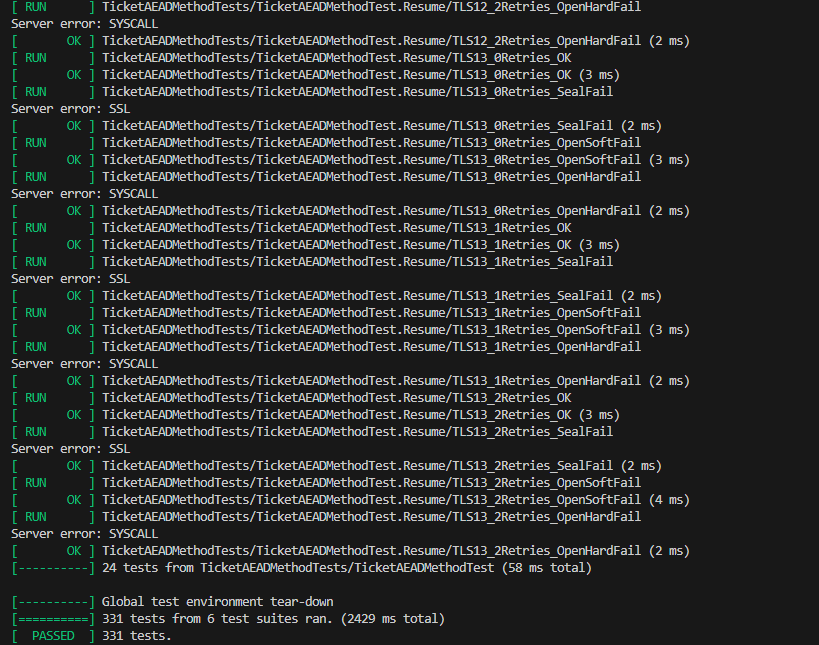 [ RUN      ] TicketAEADMethodTests/TicketAEADMethodTest.Resume/TLS12_2Retries_OpenHardFail
Server error: SYSCALL
[       OK ] TicketAEADMethodTests/TicketAEADMethodTest.Resume/TLS12_2Retries_OpenHardFail (2 ms)
[ RUN      ] TicketAEADMethodTests/TicketAEADMethodTest.Resume/TLS13_0Retries_OK
[       OK ] TicketAEADMethodTests/TicketAEADMethodTest.Resume/TLS13_0Retries_OK (3 ms)
[ RUN      ] TicketAEADMethodTests/TicketAEADMethodTest.Resume/TLS13_0Retries_SealFail
Server error: SSL
[       OK ] TicketAEADMethodTests/TicketAEADMethodTest.Resume/TLS13_0Retries_SealFail (2 ms)
[ RUN      ] TicketAEADMethodTests/TicketAEADMethodTest.Resume/TLS13_0Retries_OpenSoftFail
[       OK ] TicketAEADMethodTests/TicketAEADMethodTest.Resume/TLS13_0Retries_OpenSoftFail (3 ms)
[ RUN      ] TicketAEADMethodTests/TicketAEADMethodTest.Resume/TLS13_0Retries_OpenHardFail
Server error: SYSCALL
[       OK ] TicketAEADMethodTests/TicketAEADMethodTest.Resume/TLS13_0Retries_OpenHardFail (2 ms)
[ RUN      ] TicketAEADMethodTests/TicketAEADMethodTest.Resume/TLS13_1Retries_OK
[       OK ] TicketAEADMethodTests/TicketAEADMethodTest.Resume/TLS13_1Retries_OK (3 ms)
[ RUN      ] TicketAEADMethodTests/TicketAEADMethodTest.Resume/TLS13_1Retries_SealFail
Server error: SSL
[       OK ] TicketAEADMethodTests/TicketAEADMethodTest.Resume/TLS13_1Retries_SealFail (2 ms)
[ RUN      ] TicketAEADMethodTests/TicketAEADMethodTest.Resume/TLS13_1Retries_OpenSoftFail
[       OK ] TicketAEADMethodTests/TicketAEADMethodTest.Resume/TLS13_1Retries_OpenSoftFail (3 ms)
[ RUN      ] TicketAEADMethodTests/TicketAEADMethodTest.Resume/TLS13_1Retries_OpenHardFail
Server error: SYSCALL
[       OK ] TicketAEADMethodTests/TicketAEADMethodTest.Resume/TLS13_1Retries_OpenHardFail (2 ms)
[ RUN      ] TicketAEADMethodTests/TicketAEADMethodTest.Resume/TLS13_2Retries_OK
[       OK ] TicketAEADMethodTests/TicketAEADMethodTest.Resume/TLS13_2Retries_OK (3 ms)
[ RUN      ] TicketAEADMethodTests/TicketAEADMethodTest.Resume/TLS13_2Retries_SealFail
Server error: SSL
[       OK ] TicketAEADMethodTests/TicketAEADMethodTest.Resume/TLS13_2Retries_SealFail (2 ms)
[ RUN      ] TicketAEADMethodTests/TicketAEADMethodTest.Resume/TLS13_2Retries_OpenSoftFail
[       OK ] TicketAEADMethodTests/TicketAEADMethodTest.Resume/TLS13_2Retries_OpenSoftFail (4 ms)
[ RUN      ] TicketAEADMethodTests/TicketAEADMethodTest.Resume/TLS13_2Retries_OpenHardFail
Server error: SYSCALL
[       OK ] TicketAEADMethodTests/TicketAEADMethodTest.Resume/TLS13_2Retries_OpenHardFail (2 ms)
[----------] 24 tests from TicketAEADMethodTests/TicketAEADMethodTest (58 ms total)

[----------] Global test environment tear-down
[==========] 331 tests from 6 test suites ran. (2429 ms total)
[  PASSED  ] 331 tests.